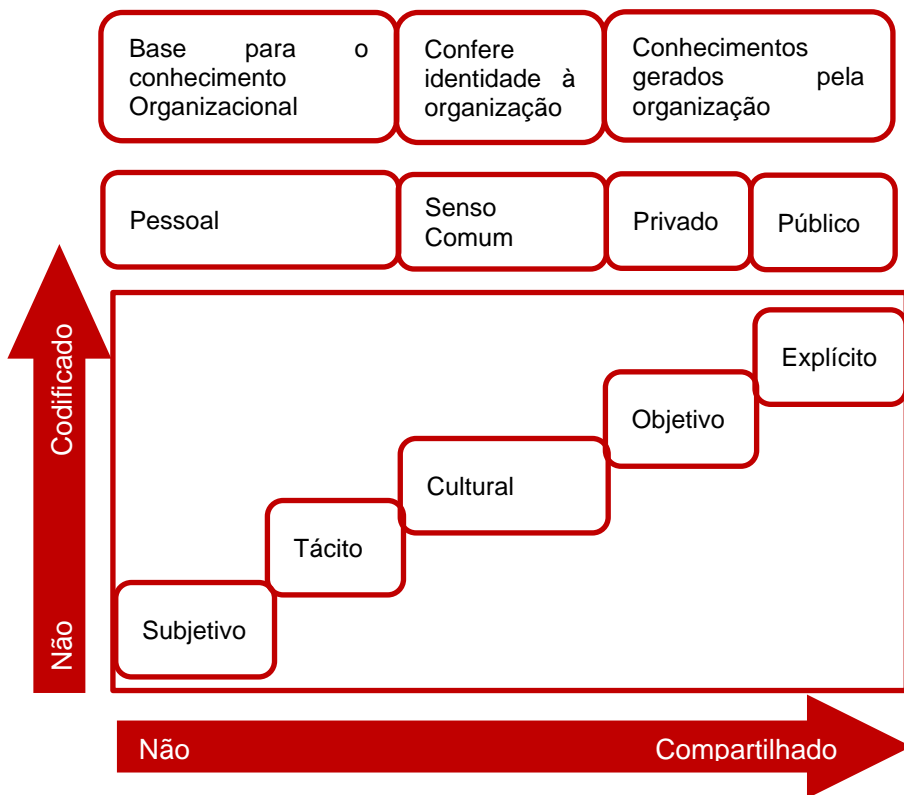 Base para o
conhecimento
Organizacional
Confere
identidade à
organização
Conhecimentos
gerados pela
organização
Pessoal
Senso
Comum
Privado
Público
Codificado
Não
Explícito
Objetivo
Cultural
Tácito
Subjetivo
Não
Compartilhado